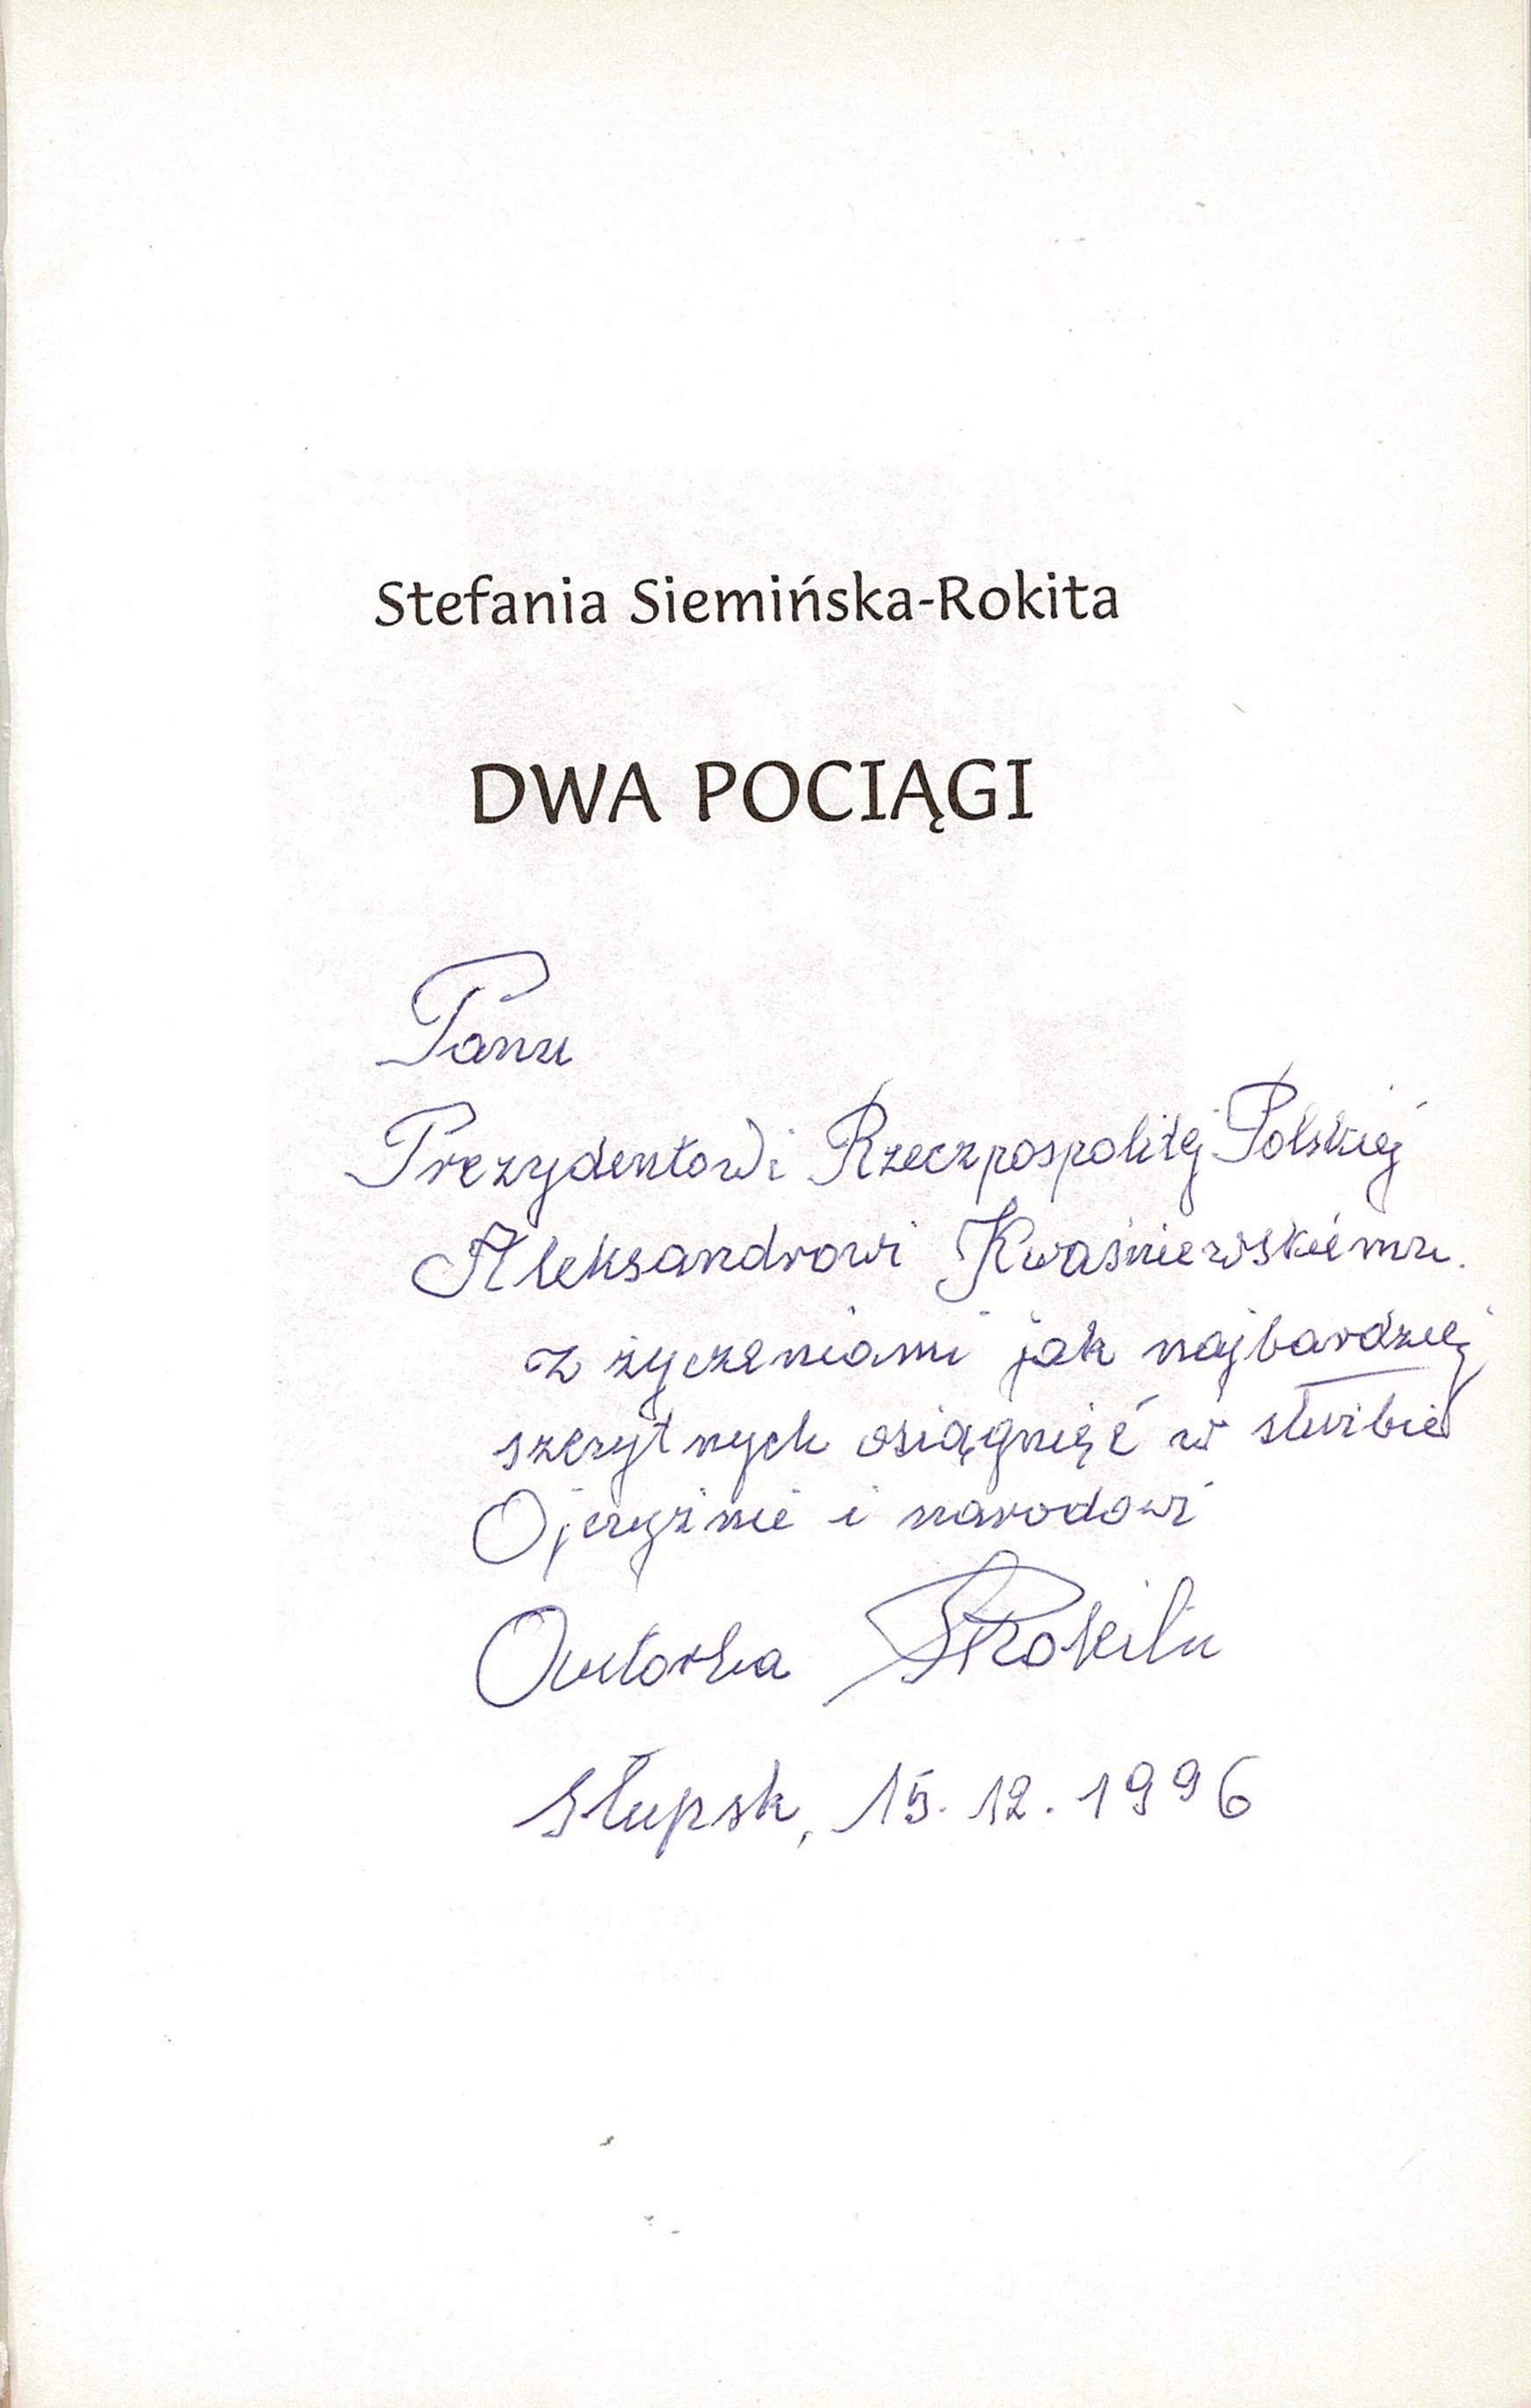 Stefania Siemińska-Rokita
DWA POCIĄGI
Panu
Prezydentowi Rzeczpospolitej Polskiej
Aleksandrowi Kwaśniewskiemu.
z życzeniami jak najbardziej
szczytnych osiągnięć w służbie
Ojczyźnie i narodowi
Autorka SRokita
Słupsk, 15.12.1996